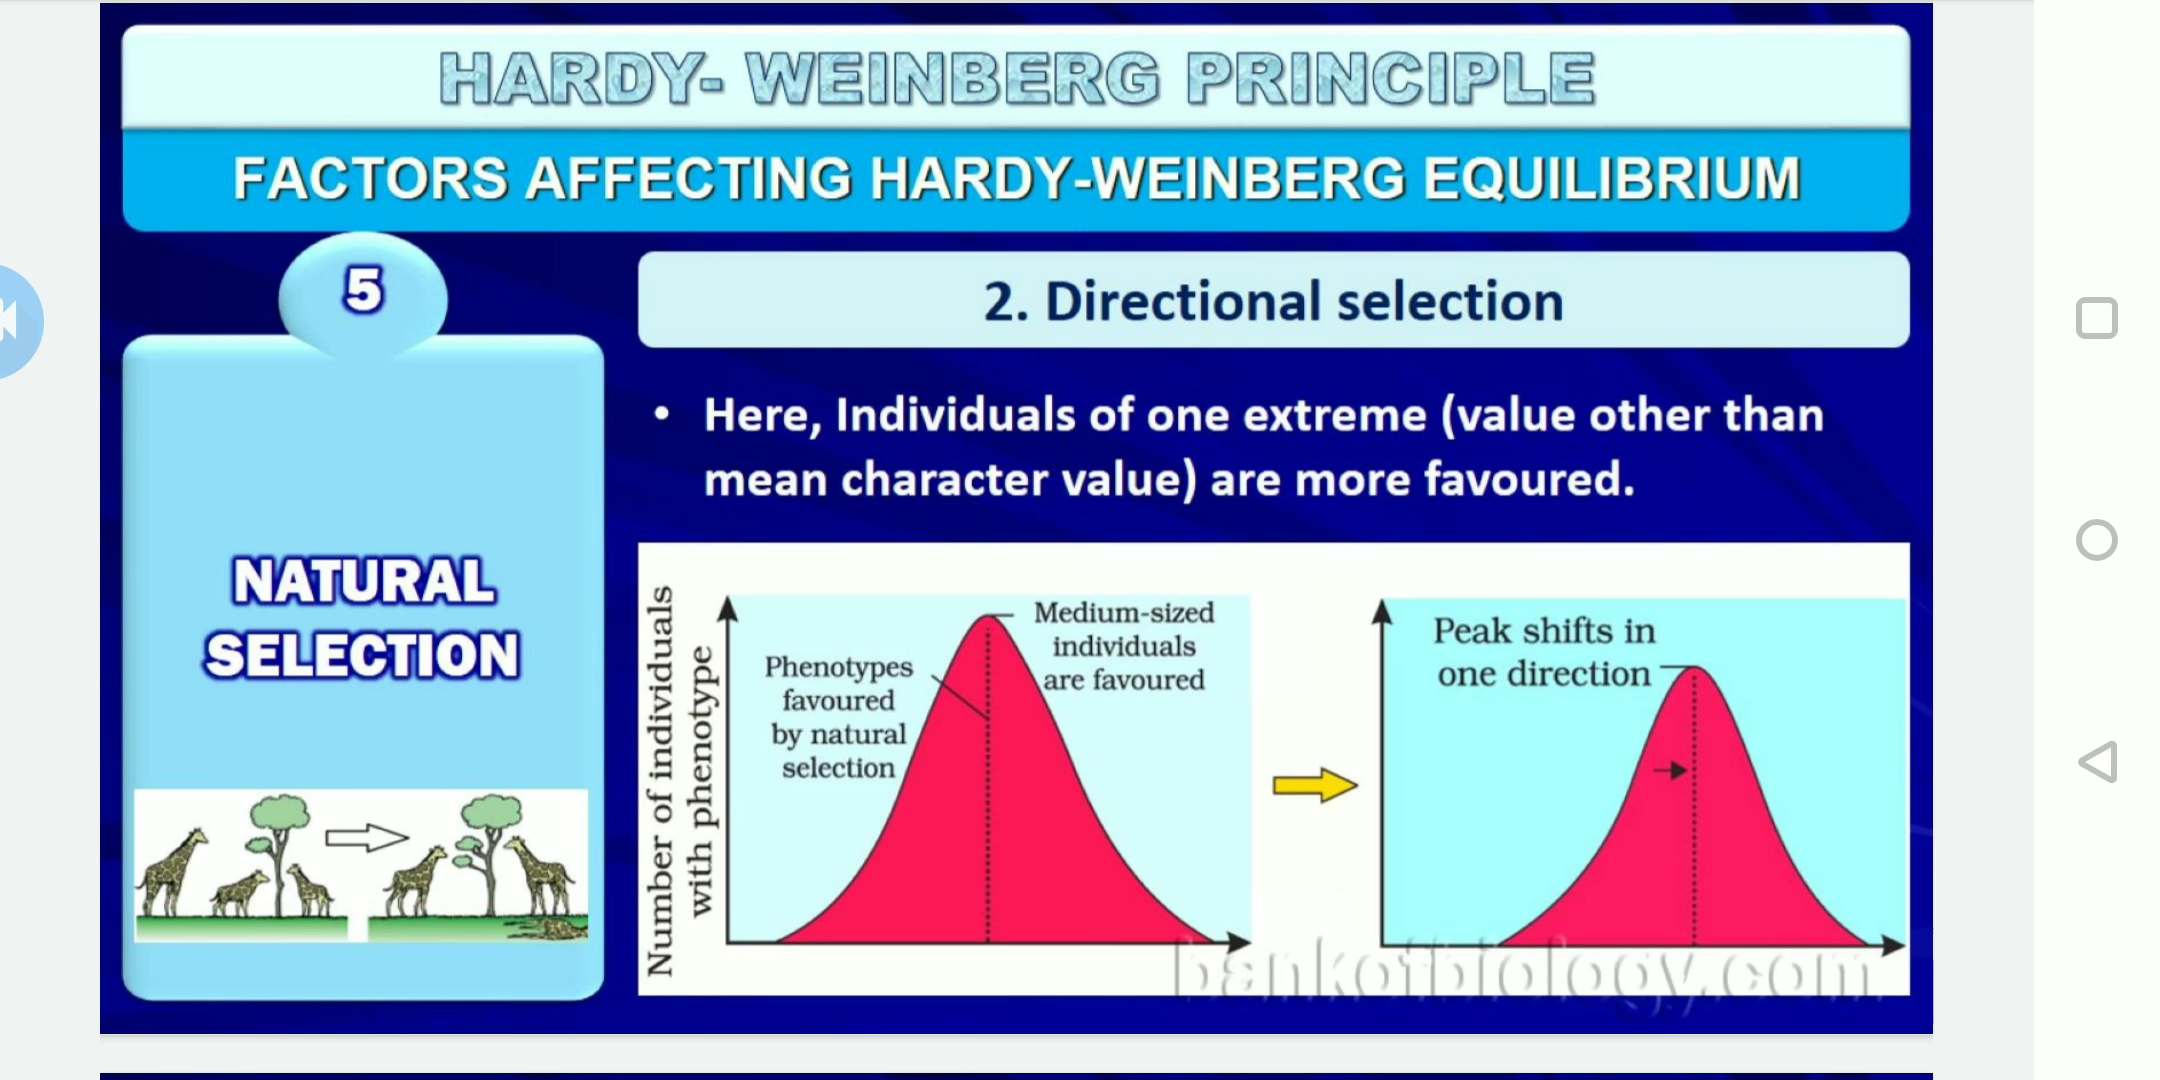 HARDY- WEINBERG PRINCIPLE
FACTORS AFFECTING HARDY-WEINBERG EQUILIBRIUM
5
NATURAL
SELECTION
2. Directional selection
• Here, Individuals of one extreme (value other than
mean character value) are more favoured.
Number of individuals
with phenotype
Phenotypes
favoured
by natural
selection
Medium-sized
individuals
are favoured
Peak shifts in
one direction
bankofbiology.com